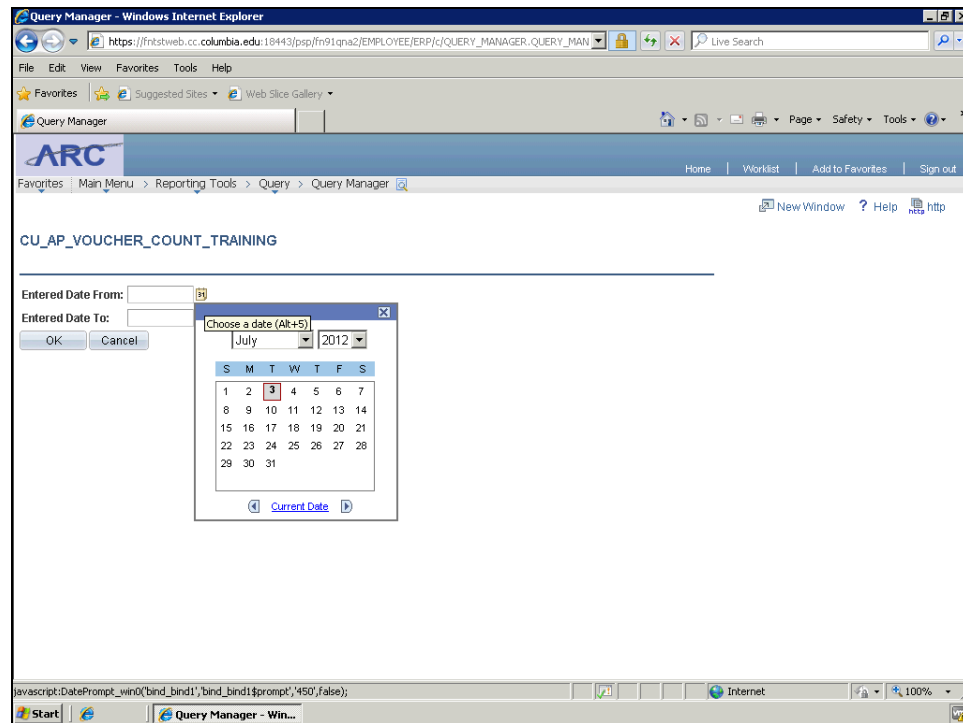 Query Manager - Windows Internet Explorer
https://fntstweb.cc.columbia.edu:18443/psp/fn91qna2/EMPLOYEE/ERP/c/QUERY_MANAGER.QUERY_MAN
Live Search
File Edit View Favorites Tools Help
Favorites Suggested Sites Web Slice Gallery
Query Manager Page Safety Tools
ARC
Home | Worklist | Add to Favorites | Sign out
Favorites Main Menu > Reporting Tools > Query > Query Manager
New Window ? Help http
CU_AP_VOUCHER_COUNT_TRAINING
Entered Date From: 31
Entered Date To:
Choose a date (Alt+5)
OK Cancel
July 2012
S M T W T F S
1 2 3 4 5 6 7
8 9 10 11 12 13 14
15 16 17 18 19 20 21
22 23 24 25 26 27 28
29 30 31
Current Date
javascript:DatePrompt_win0('bind_bind1','bind_bind1$prompt','450',false);
Internet 100%
Start Query Manager - Win...